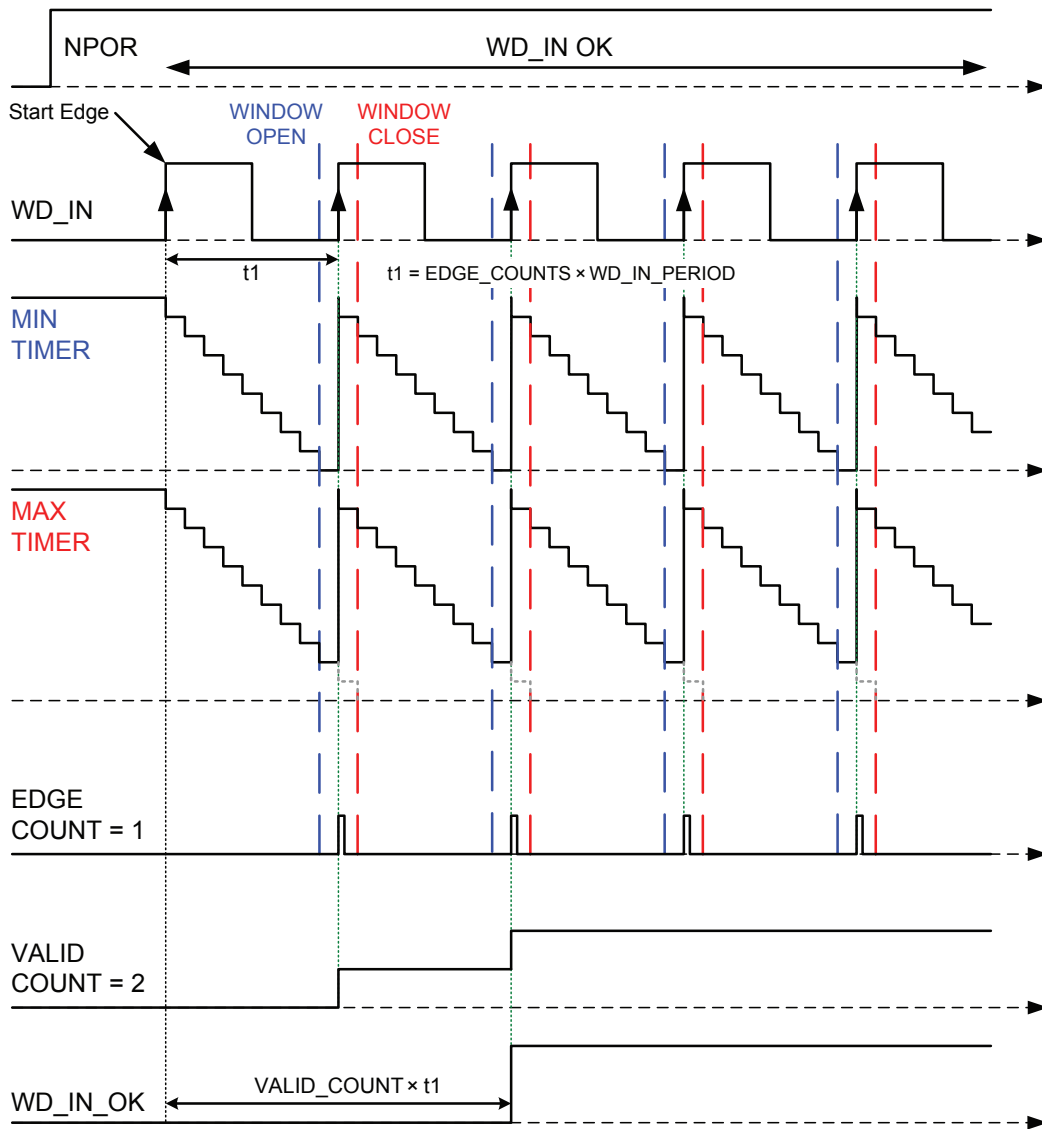 NPOR
WD_IN OK
Start Edge
WINDOW
OPEN
WINDOW
CLOSE
WD_IN
t1
t1 = EDGE_COUNTS × WD_IN_PERIOD
MIN
TIMER
MAX
TIMER
EDGE
COUNT = 1
VALID
COUNT = 2
VALID_COUNT × t1
WD_IN_OK